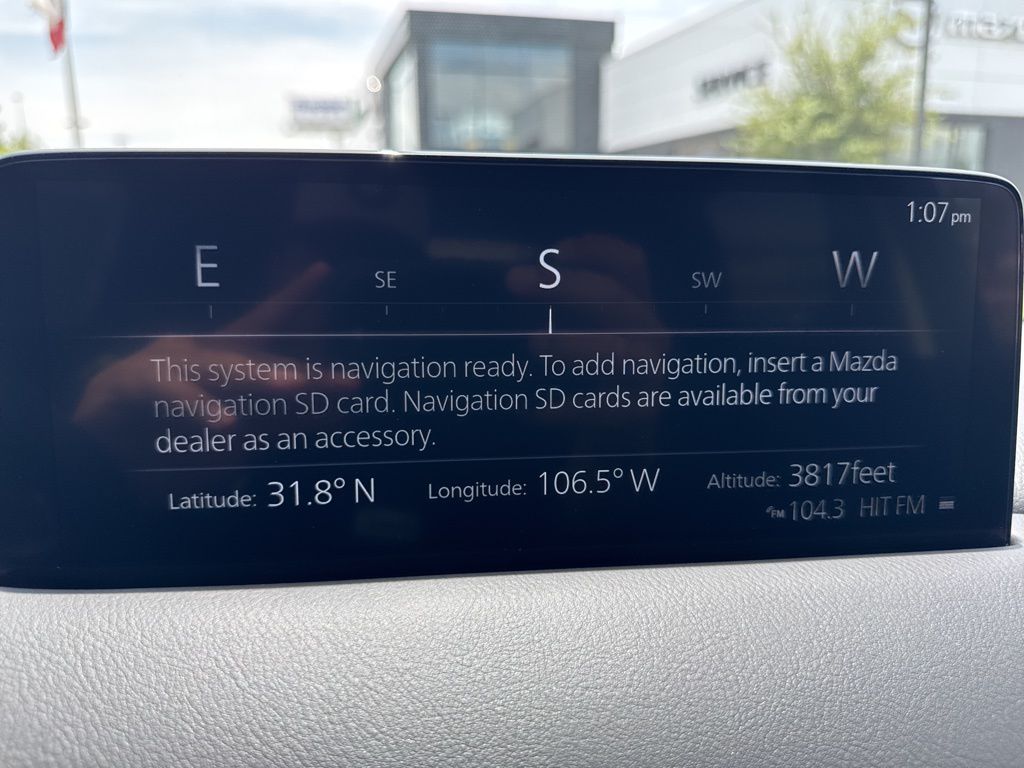 SERVICE
1:07 pm
E SE S SW W
This system is navigation ready. To add navigation, insert a Mazda
navigation SD card. Navigation SD cards are available from your
dealer as an accessory.
Latitude: 31.8° N Longitude: 106.5° W Altitude: 3817feet
FM 104.3 HIT FM